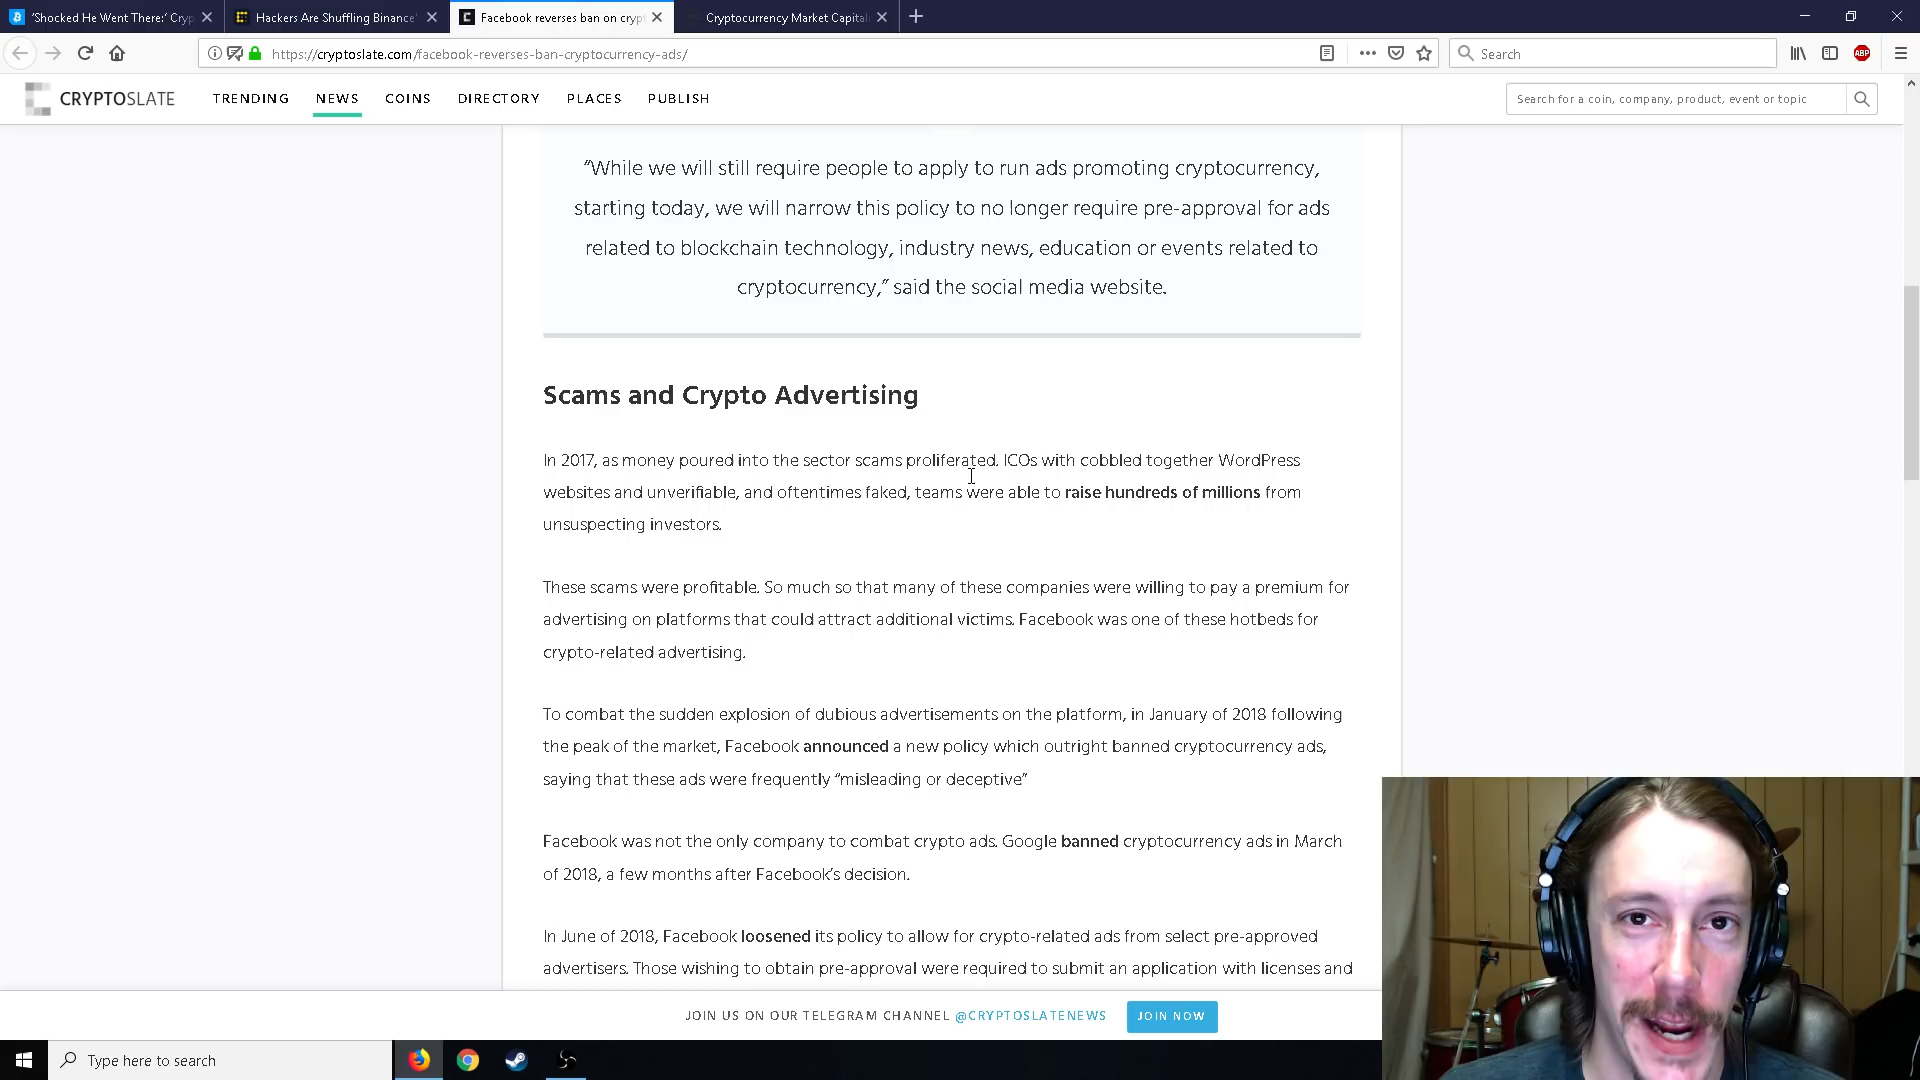 'Shocked He Went There:' Cryp
Hackers Are Shuffling Binance'
Facebook reverses ban on crypt
Cryptocurrency Market Capitali
https://cryptoslate.com/facebook-reverses-ban-cryptocurrency-ads/
Search
ABP
CRYPTOSLATE
TRENDING
NEWS
COINS
DIRECTORY
PLACES
PUBLISH
Search for a coin, company, product, event or topic
“While we will still require people to apply to run ads promoting cryptocurrency,
starting today, we will narrow this policy to no longer require pre-approval for ads
related to blockchain technology, industry news, education or events related to
cryptocurrency,” said the social media website.
Scams and Crypto Advertising
In 2017, as money poured into the sector scams proliferated. ICOs with cobbled together WordPress
websites and unverifiable, and oftentimes faked, teams were able to raise hundreds of millions from
unsuspecting investors.
These scams were profitable. So much so that many of these companies were willing to pay a premium for
advertising on platforms that could attract additional victims. Facebook was one of these hotbeds for
crypto-related advertising.
To combat the sudden explosion of dubious advertisements on the platform, in January of 2018 following
the peak of the market, Facebook announced a new policy which outright banned cryptocurrency ads,
saying that these ads were frequently “misleading or deceptive”
Facebook was not the only company to combat crypto ads. Google banned cryptocurrency ads in March
of 2018, a few months after Facebook’s decision.
In June of 2018, Facebook loosened its policy to allow for crypto-related ads from select pre-approved
advertisers. Those wishing to obtain pre-approval were required to submit an application with licenses and
JOIN US ON OUR TELEGRAM CHANNEL @CRYPTOSLATENEWS
JOIN NOW
Type here to search